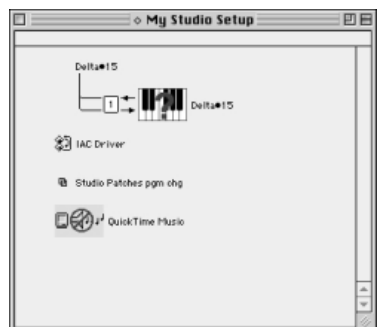 My Studio Setup
Delta•15
1
Delta•15
IAC Driver
Studio Patches pgm chg
QuickTime Music